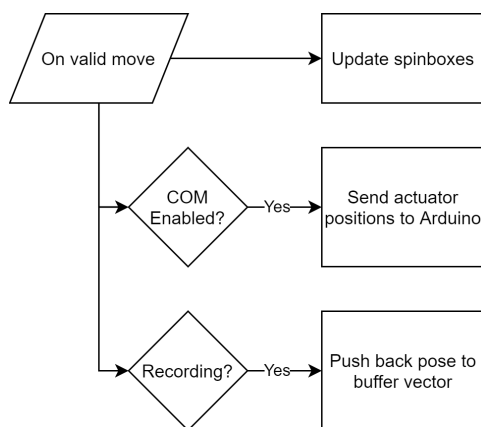 On valid move
Update spinboxes
COM
Enabled?
Yes
Send actuator
positions to Arduino
Recording?
Yes
Push back pose to
buffer vector